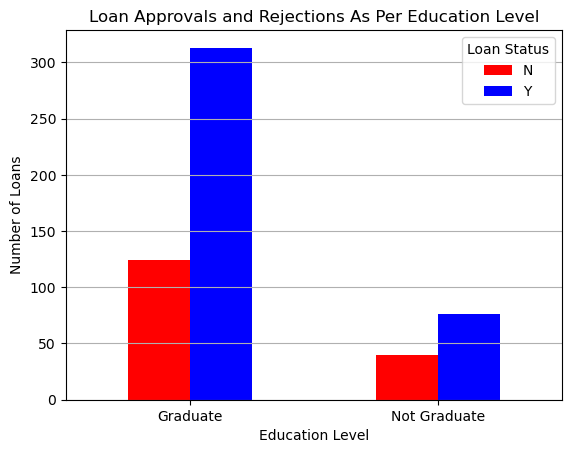 Loan Approvals and Rejections As Per Education Level
Loan Status
N
Y
300
250
200
150
100
50
0
Number of Loans
Graduate
Not Graduate
Education Level